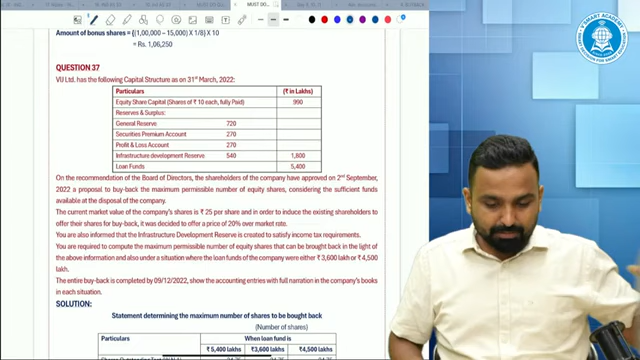 MUST DO...
V'SMART ACADEMY
Amount of bonus shares = {(1,00,000 – 15,000) X 1/8} X 10
= Rs. 1,06,250
QUESTION 37
VIJ Ltd. has the following Capital Structure as on 31st March, 2022:
Particulars (₹ in Lakhs)
Equity Share Capital (Shares of ₹ 10 each, fully Paid) 990
Reserves & Surplus:
General Reserve 720
Securities Premium Account 270
Profit & Loss Account 270
Infrastructure development Reserve 540 1,800
Loan Funds 5,400
On the recommendation of the Board of Directors, the shareholders of the company have approved on 2nd September,
2022 a proposal to buy-back the maximum permissible number of equity shares, considering the sufficient funds
available at the disposal of the company.
The current market value of the company's shares is ₹ 25 per share and in order to induce the existing shareholders to
offer their shares for buy-back, it was decided to offer a price of 20% over market rate.
You are also informed that the Infrastructure Development Reserve is created to satisfy income tax requirements.
You are required to compute the maximum permissible number of equity shares that can be brought back in the light of
the above information and also under a situation where the loan funds of the company were either ₹ 3,600 lakh or ₹ 4,500
lakh.
The entire buy-back is completed by 09/12/2022, show the accounting entries with full narration in the company's books
in each situation.
SOLUTION:
Statement determining the maximum number of shares to be bought back
(Number of shares)
Particulars When loan fund is
₹ 5,400 lakhs ₹3,600 lakhs ₹4,500 lakhs